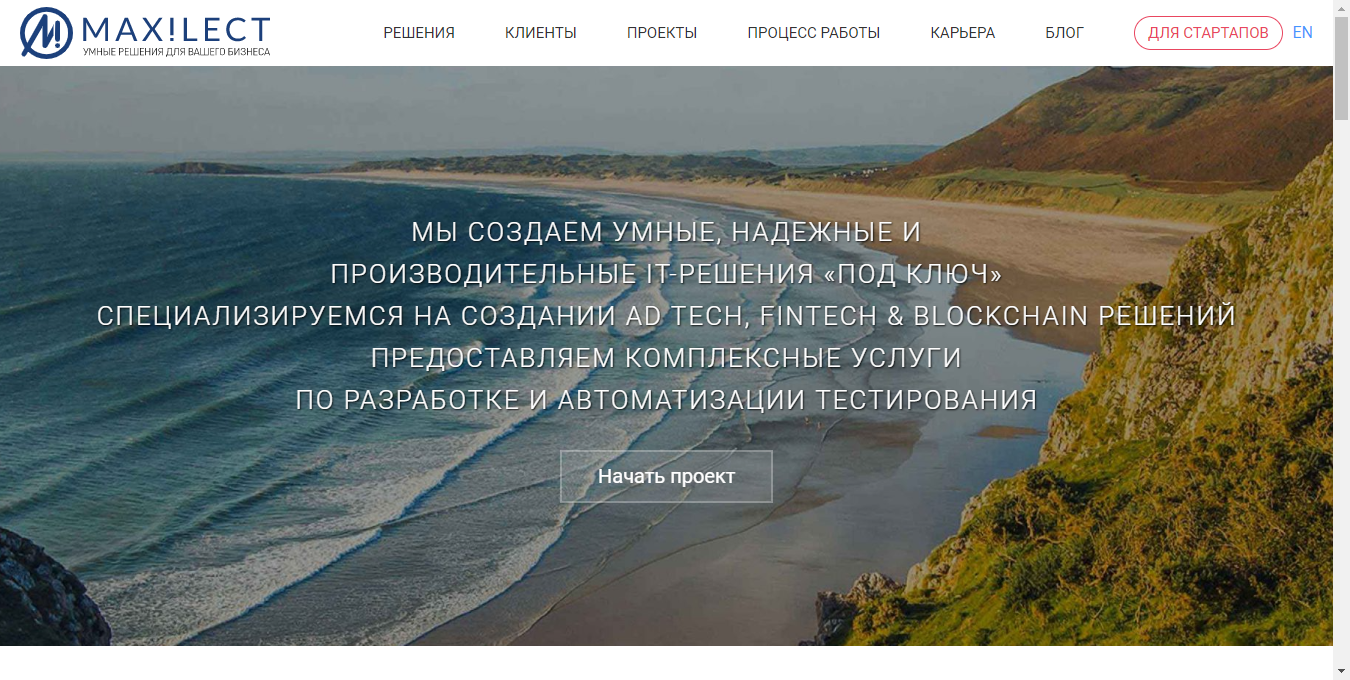 MAX!LECT
УМНЫЕ РЕШЕНИЯ ДЛЯ ВАШЕГО БИЗНЕСА
РЕШЕНИЯ
КЛИЕНТЫ
ПРОЕКТЫ
ПРОЦЕСС РАБОТЫ
КАРЬЕРА
БЛОГ
ДЛЯ СТАРТАПОВ
EN
МЫ СОЗДАЕМ УМНЫЕ, НАДЕЖНЫЕ И
ПРОИЗВОДИТЕЛЬНЫЕ IT-РЕШЕНИЯ «ПОД КЛЮЧ»
СПЕЦИАЛИЗИРУЕМСЯ НА СОЗДАНИИ AD TECH, FINTECH & BLOCKCHAIN РЕШЕНИЙ
ПРЕДОСТАВЛЯЕМ КОМПЛЕКСНЫЕ УСЛУГИ
ПО РАЗРАБОТКЕ И АВТОМАТИЗАЦИИ ТЕСТИРОВАНИЯ
Начать проект